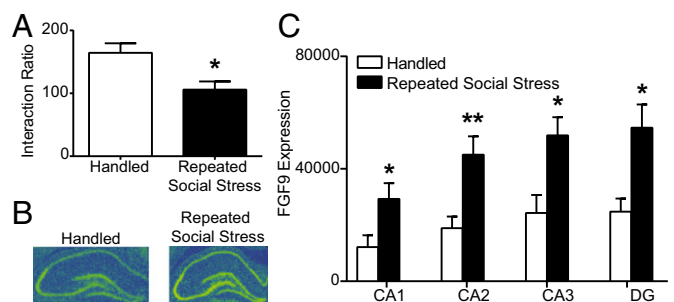 A
200
100
0
Interaction Ratio
*
Handled
Repeated
Social Stress
B
Handled
Repeated
Social Stress
C
80000
40000
0
FGF9 Expression
Handled
Repeated Social Stress
*
**
*
*
CA1
CA2
CA3
DG